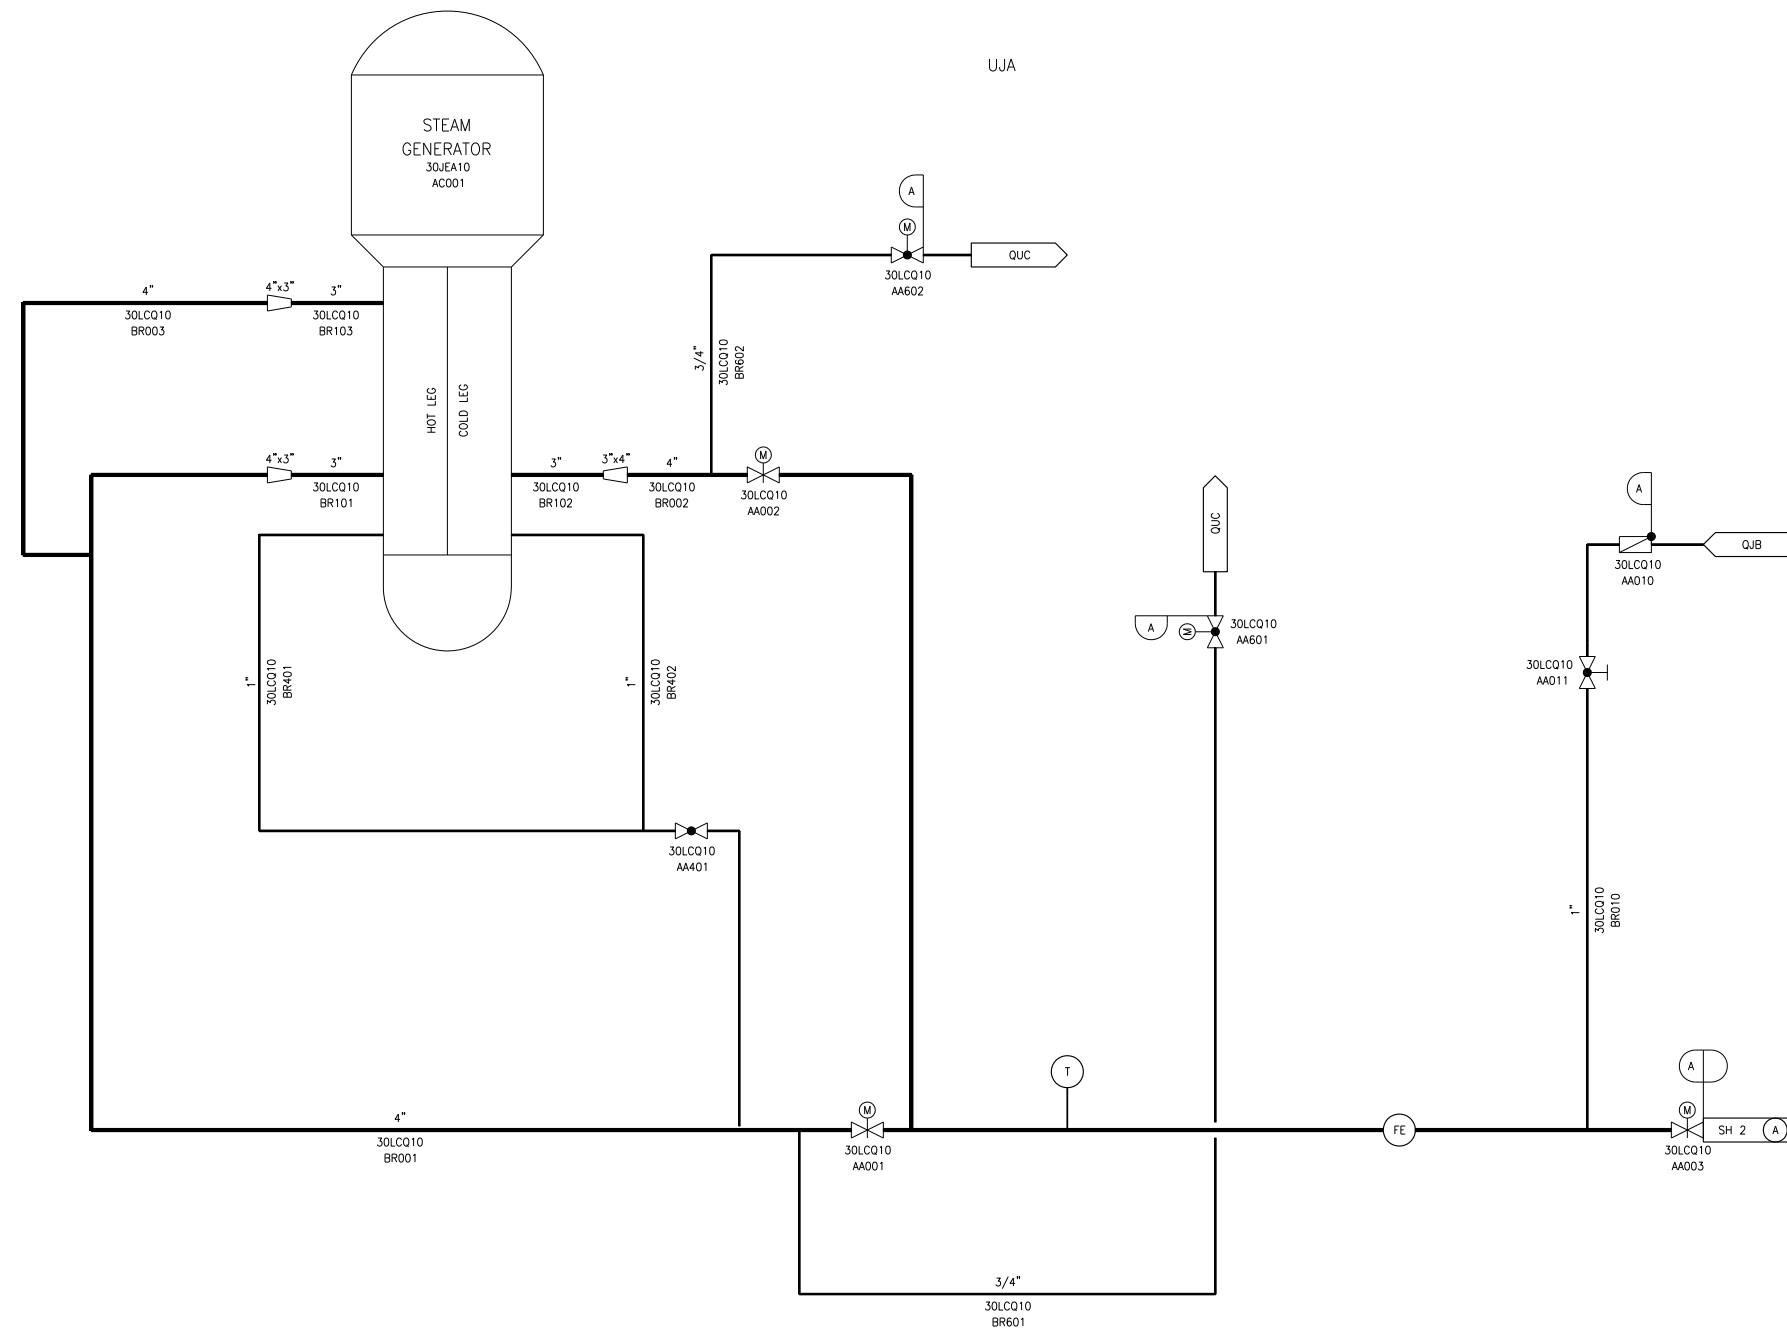 UJA
STEAM
GENERATOR
30JEA10
AC001
A
M
QUC
30LCQ10
AA602
4"
30LCQ10
BR003
4"x3"
3"
30LCQ10
BR103
3/4"
30LCQ10
BR602
HOT LEG
COLD LEG
4"x3"
3"
30LCQ10
BR101
3"
30LCQ10
BR102
3"x4"
4"
30LCQ10
BR002
M
30LCQ10
AA002
QUC
A
M
30LCQ10
AA601
A
QJB
30LCQ10
AA010
30LCQ10
AA011
1"
30LCQ10
BR401
1"
30LCQ10
BR402
30LCQ10
AA401
1"
30LCQ10
BR010
T
A
4"
30LCQ10
BR001
M
30LCQ10
AA001
FE
M
SH 2
A
30LCQ10
AA003
3/4"
30LCQ10
BR601